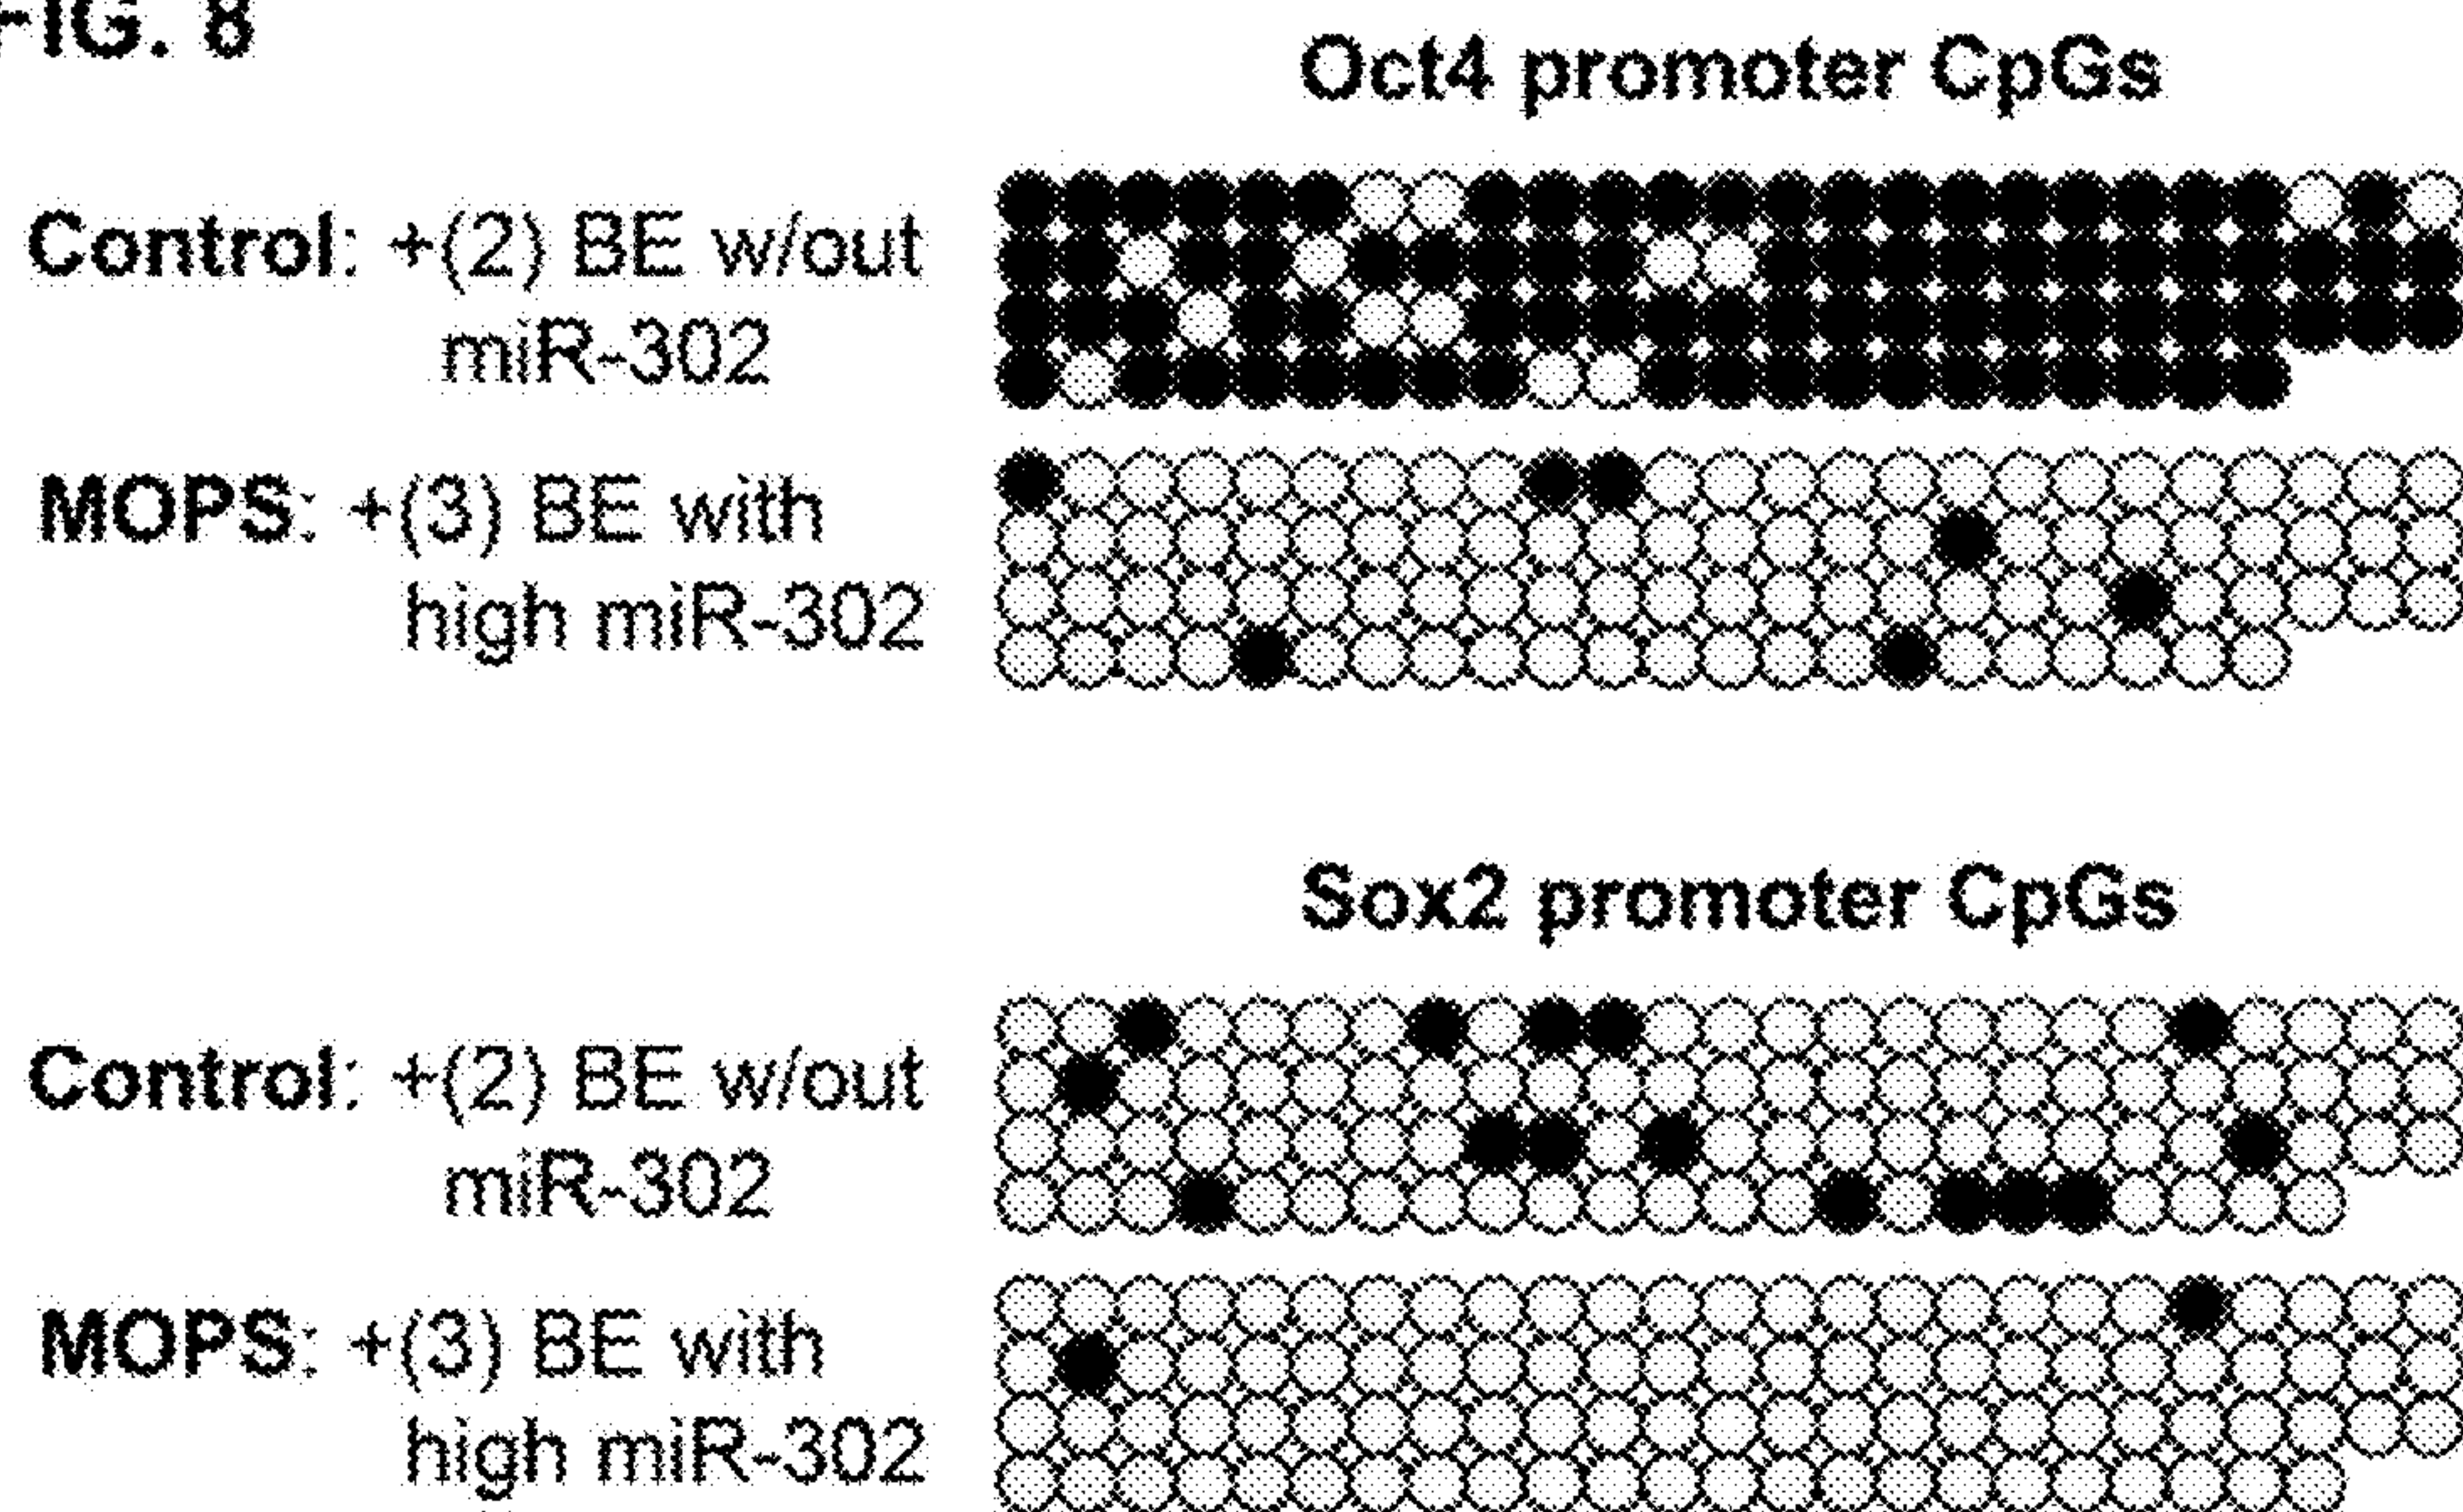 FIG. 8
Oct4 promoter CpGs
Control: +(2) BE w/out
miR-302
MOPS: +(3) BE with
high miR-302
Sox2 promoter CpGs
Control: +(2) BE w/out
miR-302
MOPS: +(3) BE with
high miR-302